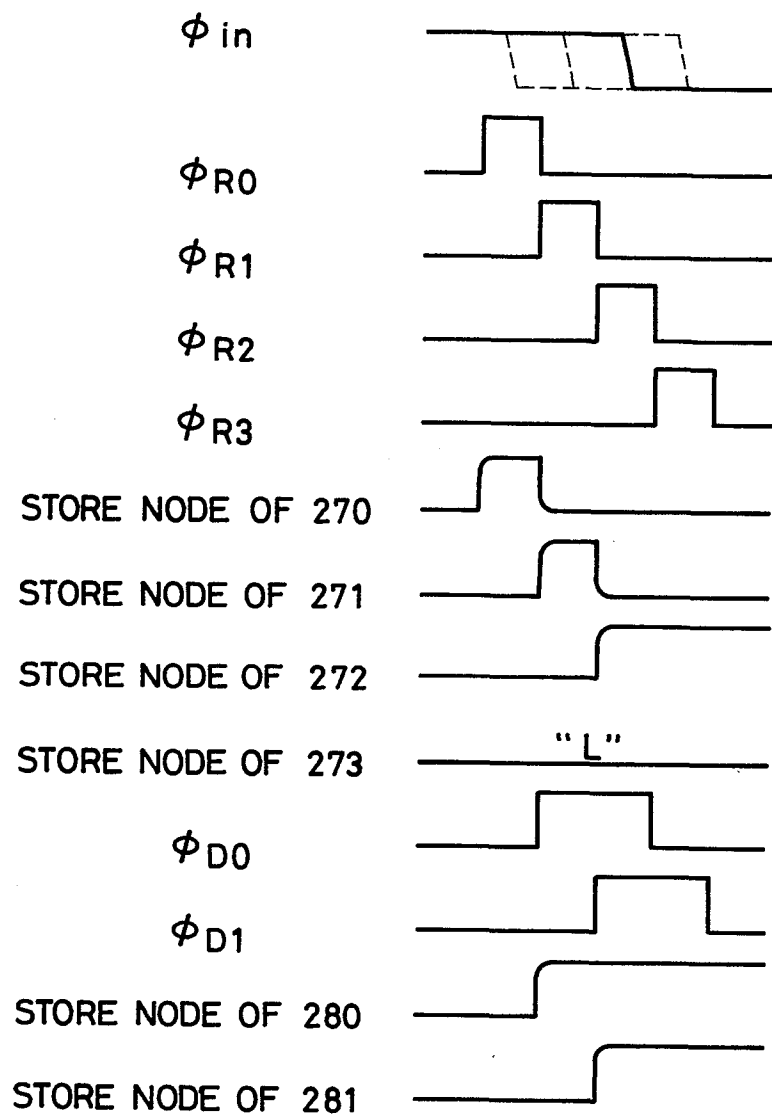 ϕ in
ϕ R0
ϕ R1
ϕ R2
ϕ R3
STORE NODE OF 270
STORE NODE OF 271
STORE NODE OF 272
"L"
STORE NODE OF 273
ϕ D0
ϕ D1
STORE NODE OF 280
STORE NODE OF 281